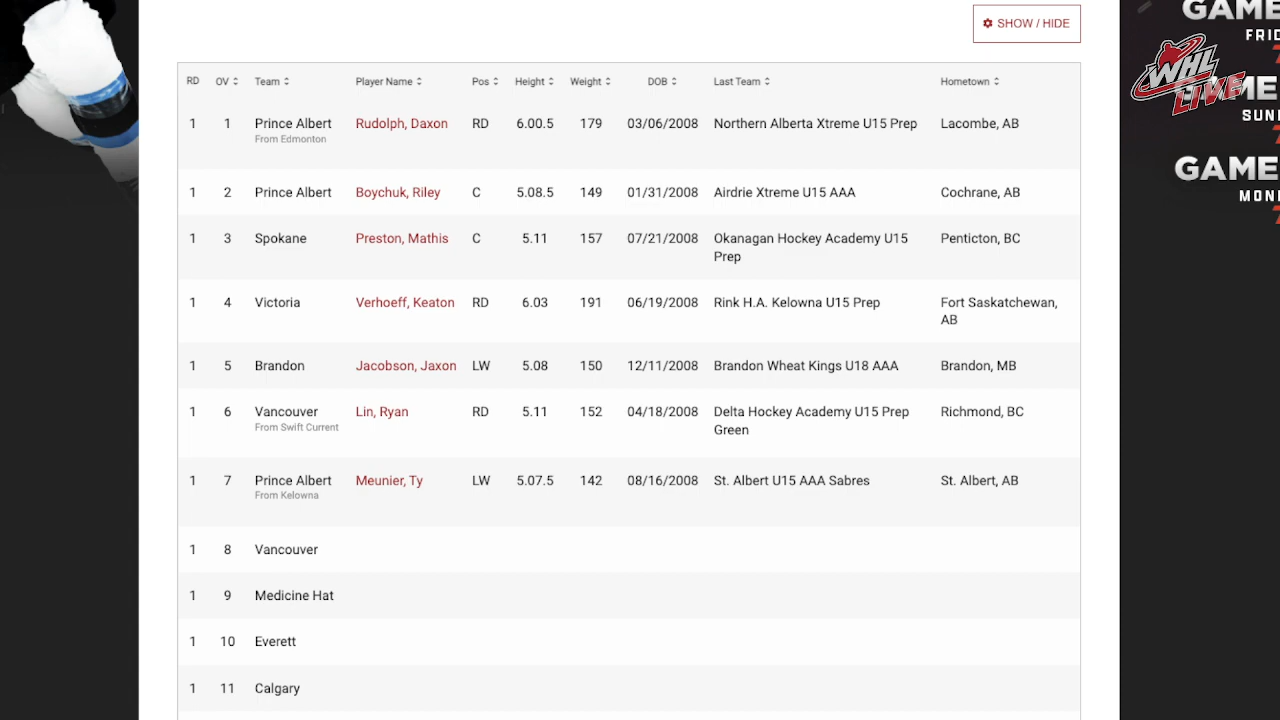 SHOW / HIDE
RD OV Team Player Name Pos Height Weight DOB Last Team Hometown
1 1 Prince Albert Rudolph, Daxon RD 6.00.5 179 03/06/2008 Northern Alberta Xtreme U15 Prep Lacombe, AB
From Edmonton
1 2 Prince Albert Boychuk, Riley C 5.08.5 149 01/31/2008 Airdrie Xtreme U15 AAA Cochrane, AB
1 3 Spokane Preston, Mathis C 5.11 157 07/21/2008 Okanagan Hockey Academy U15 Penticton, BC
Prep
1 4 Victoria Verhoeff, Keaton RD 6.03 191 06/19/2008 Rink H.A. Kelowna U15 Prep Fort Saskatchewan,
AB
1 5 Brandon Jacobson, Jaxon LW 5.08 150 12/11/2008 Brandon Wheat Kings U18 AAA Brandon, MB
1 6 Vancouver Lin, Ryan RD 5.11 152 04/18/2008 Delta Hockey Academy U15 Prep Richmond, BC
From Swift Current Green
1 7 Prince Albert Meunier, Ty LW 5.07.5 142 08/16/2008 St. Albert U15 AAA Sabres St. Albert, AB
From Kelowna
1 8 Vancouver
1 9 Medicine Hat
1 10 Everett
1 11 Calgary
GAME
FRI
WHL
LIVE
SUN
GAME
MON